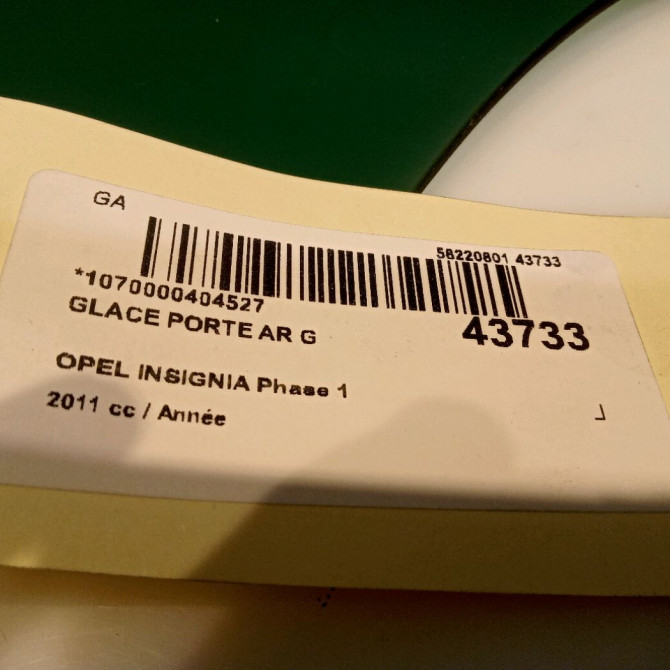 GA
58220801 43733
*1070000404527
43733
GLACE PORTE AR G
OPEL INSIGNIA Phase 1
2011 cc / Année